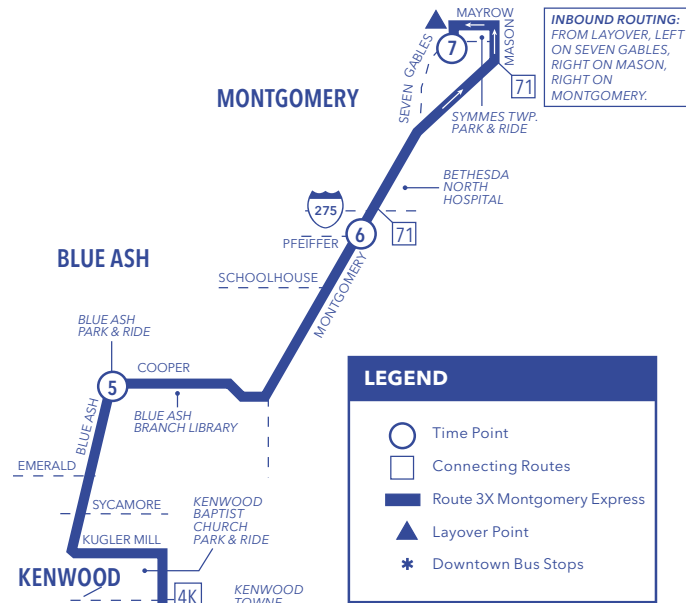 MAYROW
INBOUND ROUTING:
FROM LAYOVER, LEFT
ON SEVEN GABLES,
RIGHT ON MASON,
RIGHT ON
MONTGOMERY.
7
MASON
SEVEN GABLES
71
MONTGOMERY
SYMMES TWP.
PARK & RIDE
BETHESDA
NORTH
HOSPITAL
275
6
71
PFEIFFER
BLUE ASH
SCHOOLHOUSE
MONTGOMERY
BLUE ASH
PARK & RIDE
COOPER
5
BLUE ASH
BRANCH LIBRARY
BLUE ASH
EMERALD
SYCAMORE
KENWOOD
BAPTIST
CHURCH
PARK & RIDE
KUGLER MILL
KENWOOD
4K
KENWOOD
TOWNE
LEGEND
Time Point
Connecting Routes
Route 3X Montgomery Express
Layover Point
Downtown Bus Stops